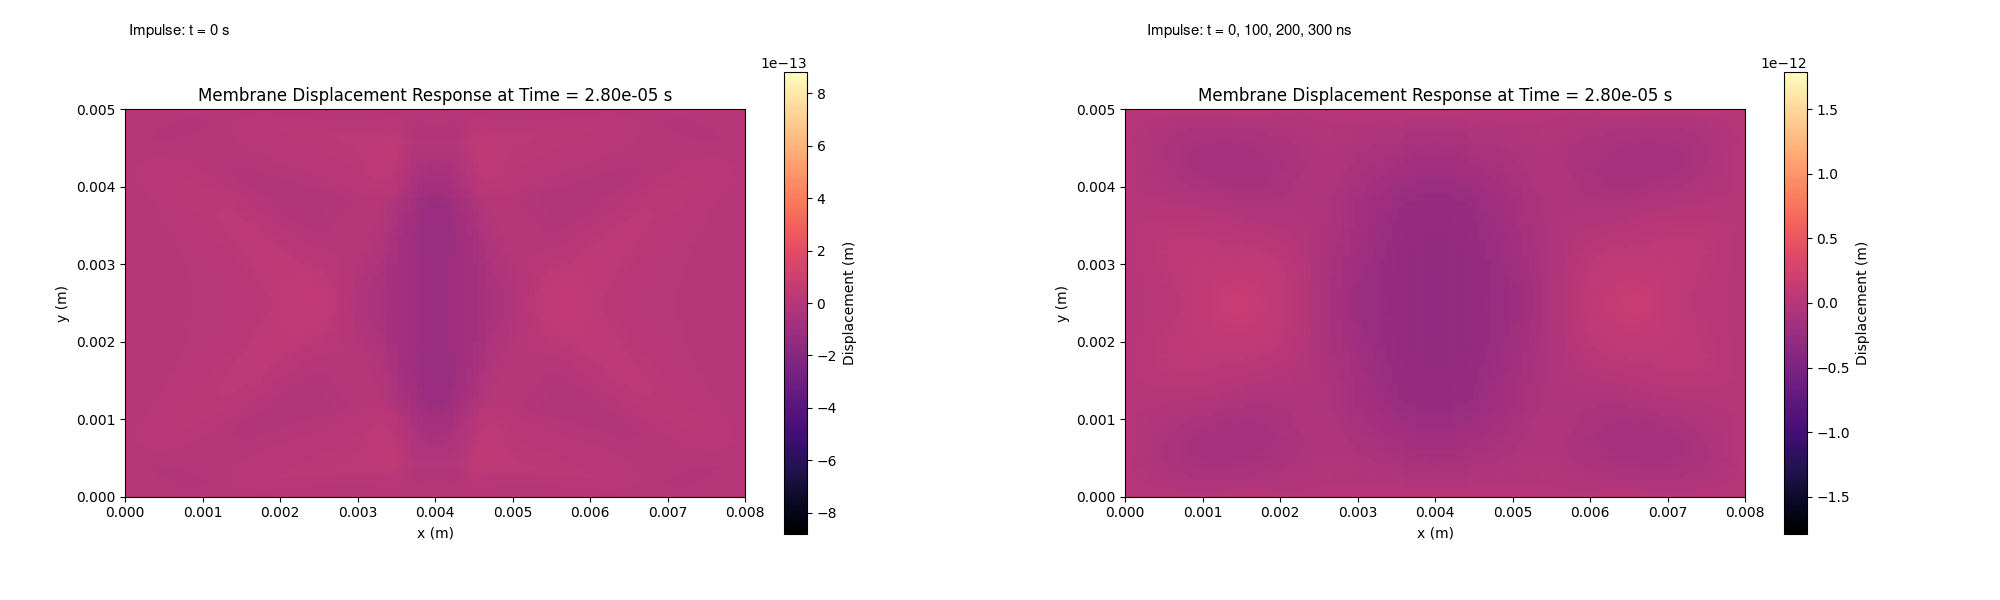 Impulse: t = 0 s
1e−13
Membrane Displacement Response at Time = 2.80e-05 s
0.005
0.004
0.003
0.002
0.001
0.000
y (m)
0.000 0.001 0.002 0.003 0.004 0.005 0.006 0.007 0.008
x (m)
8
6
4
2
0
−2
−4
−6
−8
Displacement (m)
Impulse: t = 0, 100, 200, 300 ns
1e−12
Membrane Displacement Response at Time = 2.80e-05 s
0.005
0.004
0.003
0.002
0.001
0.000
y (m)
0.000 0.001 0.002 0.003 0.004 0.005 0.006 0.007 0.008
x (m)
1.5
1.0
0.5
0.0
−0.5
−1.0
−1.5
Displacement (m)